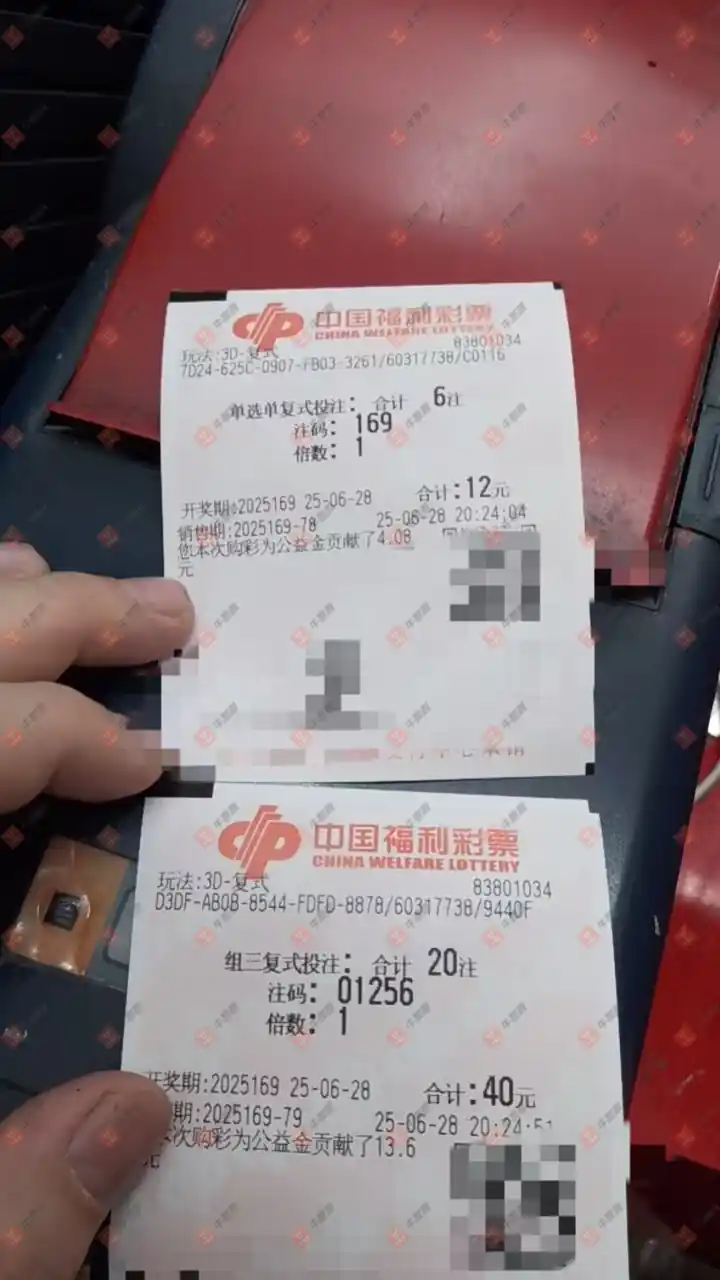 中国福利彩票
CHINA WELFARE LOTTERY
玩法:3D-复式 83801034
7D24-625C-0907-FB03-3261/60317738/C0116
单选单复式投注: 合计 6注
注码: 169
倍数: 1
开奖期:2025169 25-06-28 合计:12元
销售期:2025169-78 25-06-28 20:24:04
您本次购彩为公益金贡献了4.08
元
中国福利彩票
CHINA WELFARE LOTTERY
玩法:3D-复式 83801034
D3DF-AB0B-8544-FDFD-8878/60317738/9440F
组三复式投注: 合计 20注
注码: 01256
倍数: 1
开奖期:2025169 25-06-28 合计:40元
期:2025169-79 25-06-28 20:24:51
本次购彩为公益金贡献了13.6
元